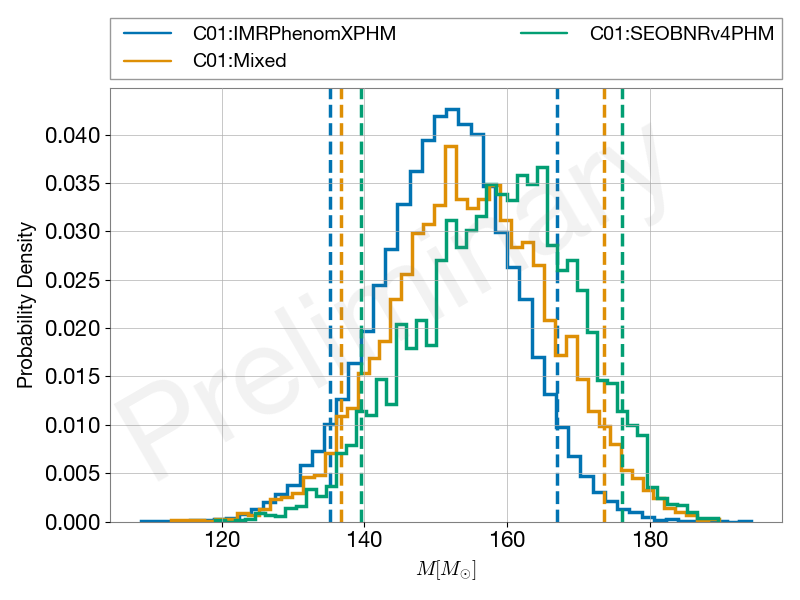 C01:IMRPhenomXPHM
C01:SEOBNRv4PHM
C01:Mixed
0.040
0.035
0.030
0.025
0.020
0.015
0.010
0.005
0.000
Probability Density
Preliminary
120 140 160 180
M[M⊙]